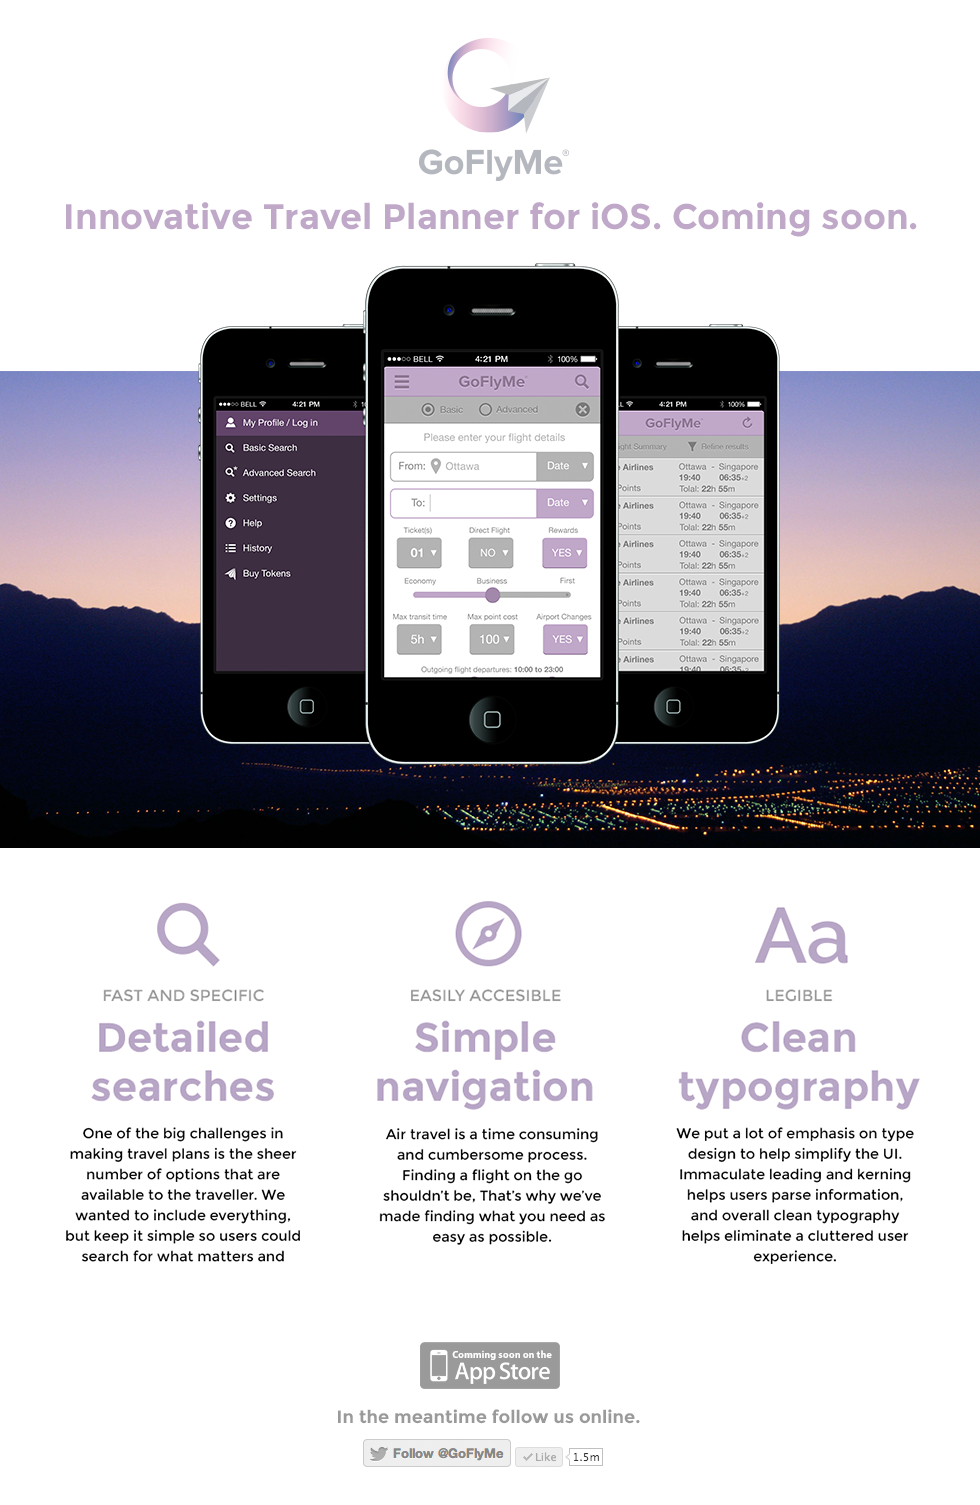 GoFlyMe®
Innovative Travel Planner for iOS. Coming soon.
BELL 4:21 PM
My Profile / Log in
Basic Search
Advanced Search
Settings
Help
History
Buy Tokens
BELL 4:21 PM 100%
GoFlyMe
Basic Advanced
Please enter your flight details
From: Ottawa Date
To: Date
Ticket(s) Direct Flight Rewards
01 NO YES
Economy Business First
Max transit time Max point cost Airport Changes
5h 100 YES
Outgoing flight departures: 10:00 to 23:00
4:21 PM 100%
GoFlyMe
Summary Refine results
Airlines Ottawa - Singapore
19:40 06:35+2
Points Total: 22h 55m
Airlines Ottawa - Singapore
19:40 06:35+2
Points Total: 22h 55m
Airlines Ottawa - Singapore
19:40 06:35+2
Points Total: 22h 55m
Airlines Ottawa - Singapore
19:40 06:35+2
Points Total: 22h 55m
Airlines Ottawa - Singapore
19:40 06:35+2
Points Total: 22h 55m
Airlines Ottawa - Singapore
19:40 06:35+2
FAST AND SPECIFIC
Detailed
searches
One of the big challenges in
making travel plans is the sheer
number of options that are
available to the traveller. We
wanted to include everything,
but keep it simple so users could
search for what matters and
EASILY ACCESIBLE
Simple
navigation
Air travel is a time consuming
and cumbersome process.
Finding a flight on the go
shouldn't be, That's why we've
made finding what you need as
easy as possible.
Aa
LEGIBLE
Clean
typography
We put a lot of emphasis on type
design to help simplify the UI.
Immaculate leading and kerning
helps users parse information,
and overall clean typography
helps eliminate a cluttered user
experience.
Comming soon on the
App Store
In the meantime follow us online.
Follow @GoFlyMe Like 1.5m